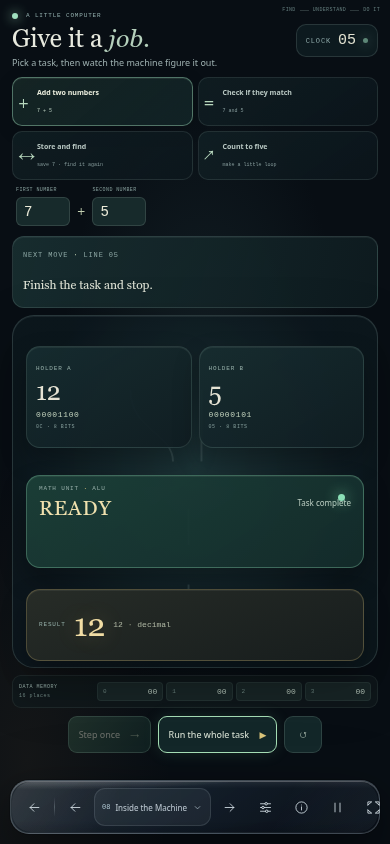 A LITTLE COMPUTER
FIND UNDERSTAND DO IT
Give it a job.
CLOCK 05
Pick a task, then watch the machine figure it out.
+ Add two numbers
7 + 5
= Check if they match
7 and 5
↔ Store and find
save 7 · find it again
↗ Count to five
make a little loop
FIRST NUMBER
SECOND NUMBER
7 + 5
NEXT MOVE · LINE 05
Finish the task and stop.
HOLDER A
12
00001100
0C · 8 BITS
HOLDER B
5
00000101
05 · 8 BITS
MATH UNIT · ALU
READY
Task complete
RESULT 12 12 · decimal
DATA MEMORY
16 places
0 00 1 00 2 00 3 00
Step once →
Run the whole task ▶
↺
← ← 08 Inside the Machine →